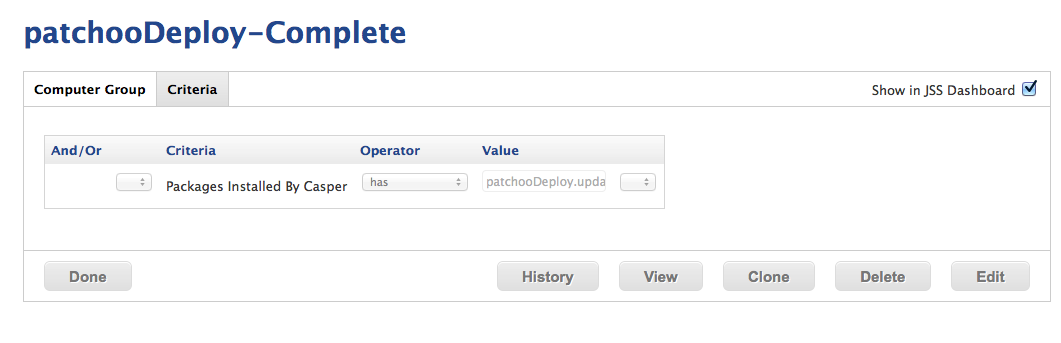 patchooDeploy-Complete
Computer Group Criteria Show in JSS Dashboard
And/Or Criteria Operator Value
Packages Installed By Casper has patchooDeploy.upda
Done History View Clone Delete Edit